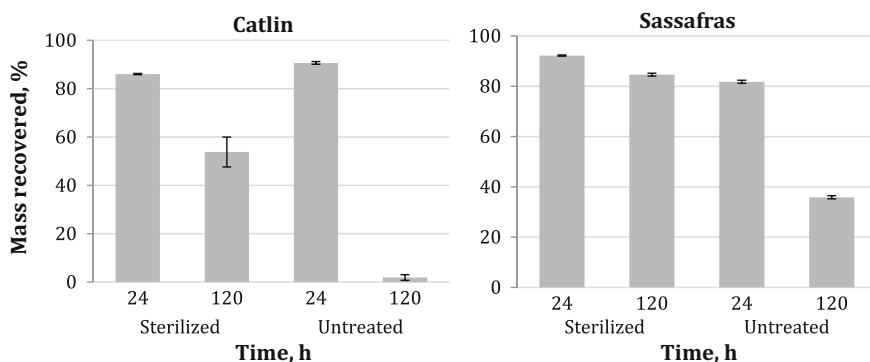 Catlin
Mass recovered, %
100
80
60
40
20
0
24 120 24 120
Sterilized Untreated
Time, h
Sassafras
100
80
60
40
20
0
24 120 24 120
Sterilized Untreated
Time, h